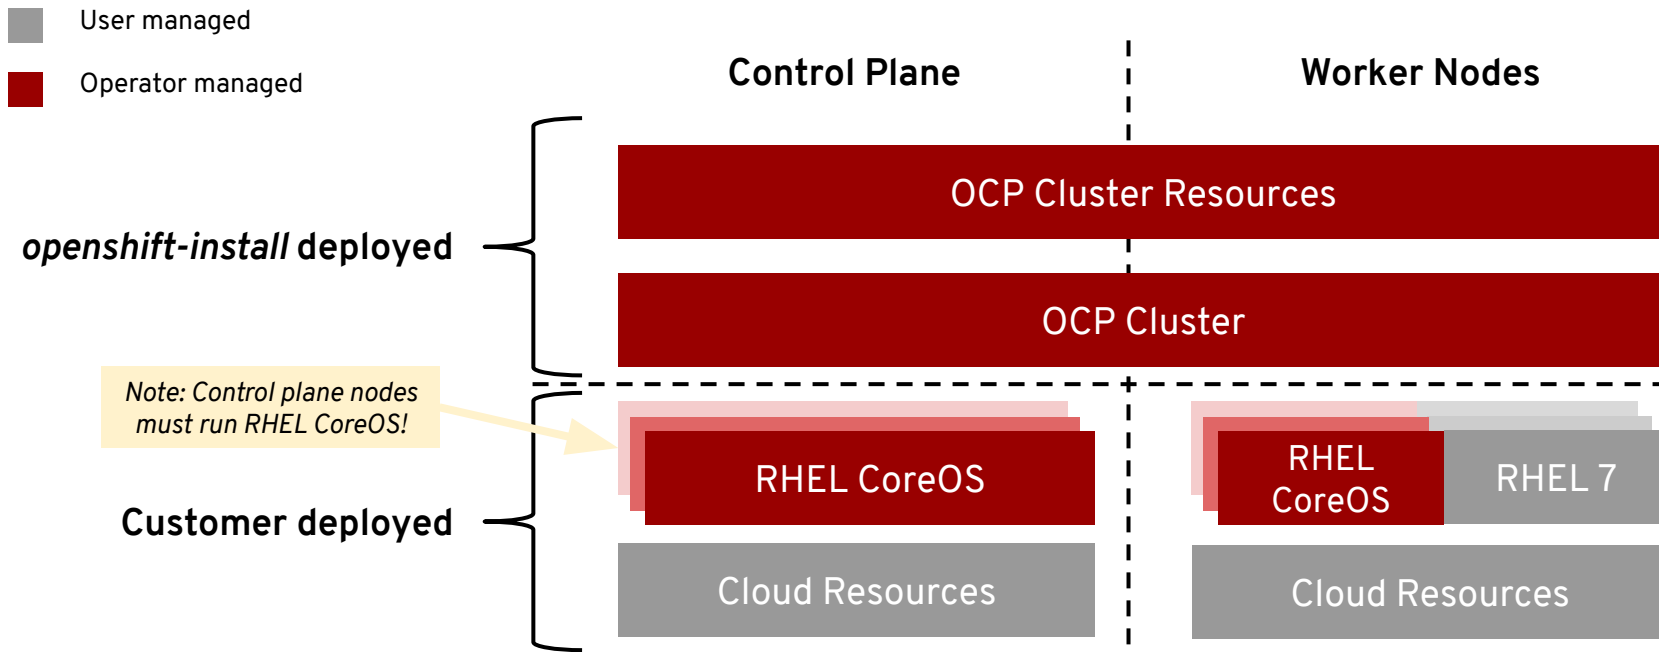 User managed
Operator managed
Control Plane
Worker Nodes
OCP Cluster Resources
openshift-install deployed
OCP Cluster
Note: Control plane nodes
must run RHEL CoreOS!
RHEL CoreOS
RHEL
CoreOS
RHEL 7
Customer deployed
Cloud Resources
Cloud Resources